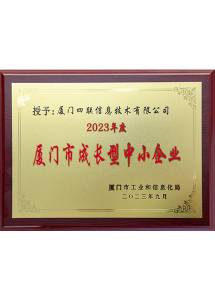 授予:厦门四联信息技术有限公司
2023年度
厦门市成长型中小企业
厦门市工业和信息化局
二〇二三年九月